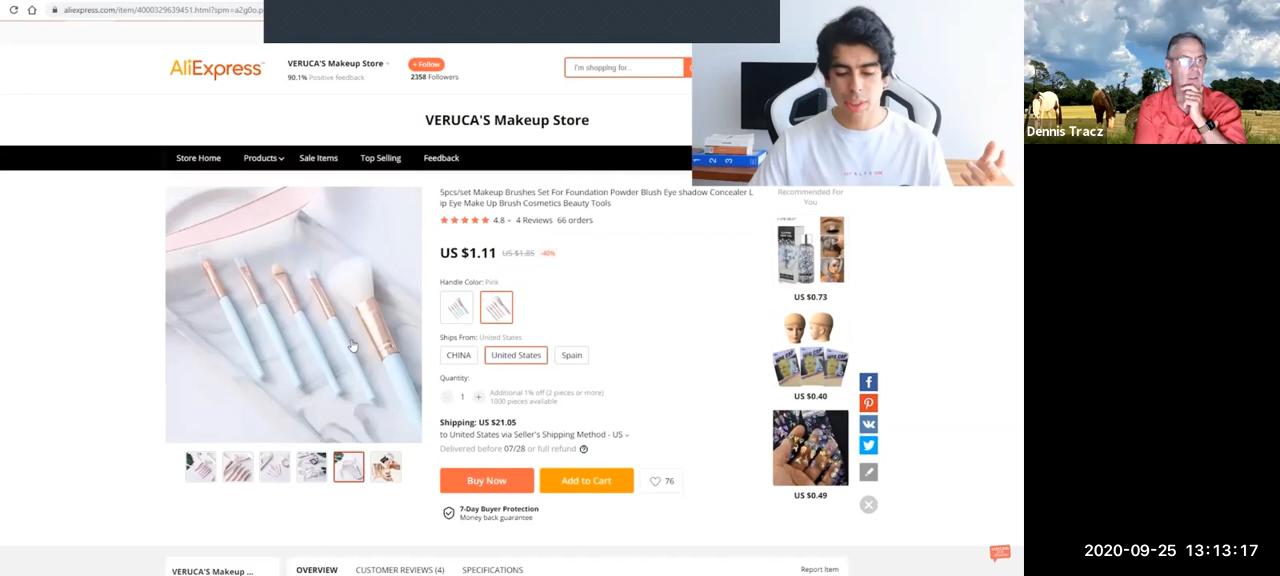 aliexpress.com/item/4000329639451.html?spm=a2g0o.p
AliExpress
VERUCA'S Makeup Store
90.1% Positive feedback
+ Follow
2358 Followers
I'm shopping for...
VERUCA'S Makeup Store
Store Home
Products
Sale Items
Top Selling
Feedback
1 2 3
Dennis Tracz
5pcs/set Makeup Brushes Set For Foundation Powder Blush Eye shadow Concealer L
ip Eye Make Up Brush Cosmetics Beauty Tools
4.8 4 Reviews 66 orders
US $1.11 US $1.85 -40%
Handle Color: Pink
Ships From: United States
CHINA
United States
Spain
Quantity:
- 1 +
Additional 1% off (2 pieces or more)
1000 pieces available
Shipping: US $21.05
to United States via Seller's Shipping Method - US
Delivered before 07/28 or full refund
Buy Now
Add to Cart
76
7-Day Buyer Protection
Money back guarantee
Recommended For
You
US $0.73
US $0.40
US $0.49
VERUCA'S Makeup ...
OVERVIEW
CUSTOMER REVIEWS (4)
SPECIFICATIONS
Report Item
2020-09-25 13:13:17